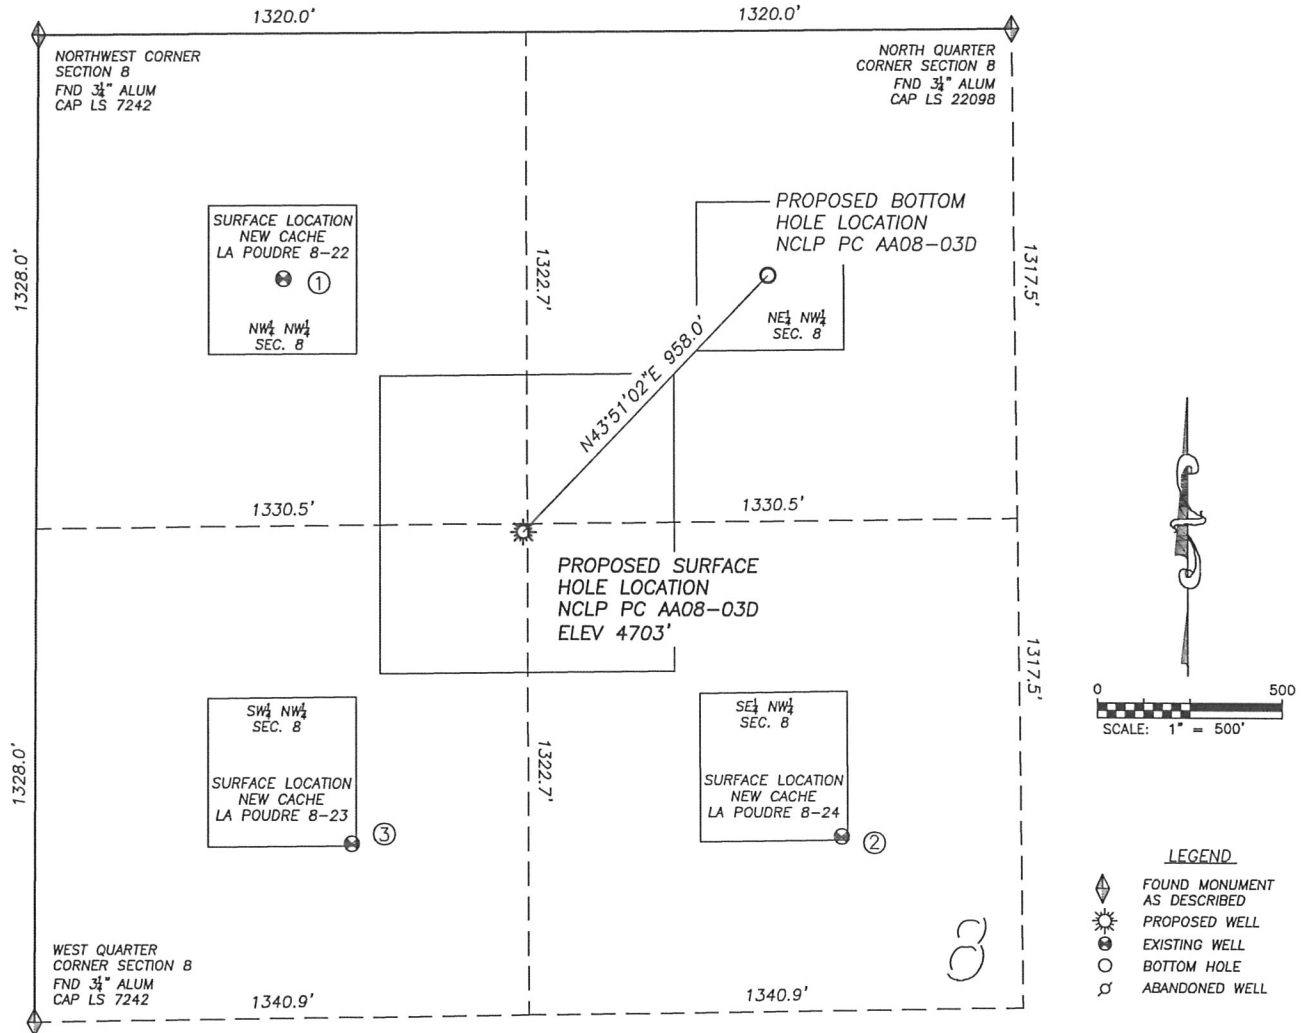 1320.0'
1320.0'
NORTHWEST CORNER
SECTION 8
FND 3¼" ALUM
CAP LS 7242
NORTH QUARTER
CORNER SECTION 8
FND 3¼" ALUM
CAP LS 22098
SURFACE LOCATION
NEW CACHE
LA POUDRE 8-22
①
NW¼ NW¼
SEC. 8
PROPOSED BOTTOM
HOLE LOCATION
NCLP PC AA08-03D
NE¼ NW¼
SEC. 8
1328.0'
1322.7'
1317.5'
N43°51'02"E 958.0'
1330.5'
1330.5'
PROPOSED SURFACE
HOLE LOCATION
NCLP PC AA08-03D
ELEV 4703'
SW¼ NW¼
SEC. 8
SURFACE LOCATION
NEW CACHE
LA POUDRE 8-23
③
SE¼ NW¼
SEC. 8
SURFACE LOCATION
NEW CACHE
LA POUDRE 8-24
②
1328.0'
1322.7'
1317.5'
WEST QUARTER
CORNER SECTION 8
FND 3¼" ALUM
CAP LS 7242
1340.9'
1340.9'
8
0 500
SCALE: 1" = 500'
LEGEND
FOUND MONUMENT
AS DESCRIBED
PROPOSED WELL
EXISTING WELL
BOTTOM HOLE
ABANDONED WELL